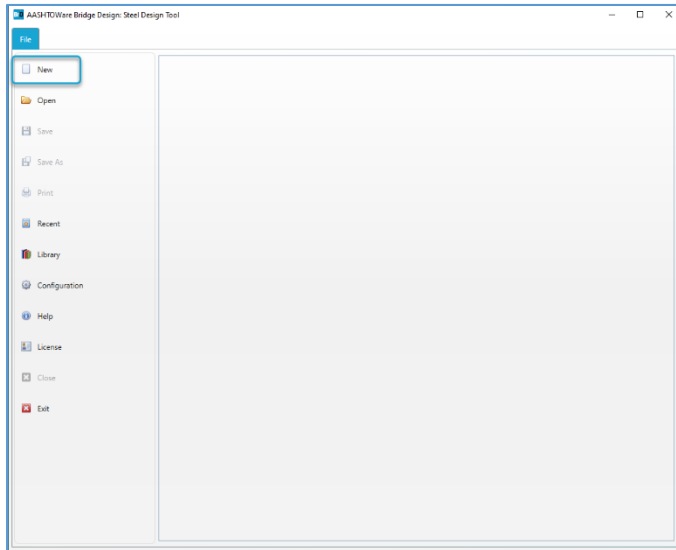 AASHTOWare Bridge Design: Steel Design Tool
File
New
Open
Save
Save As
Print
Recent
Library
Configuration
Help
License
Close
Exit